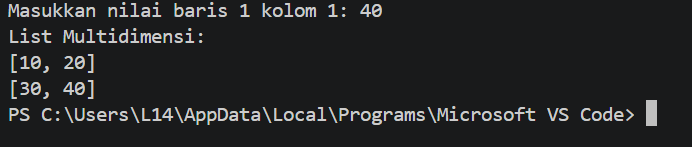 Masukkan nilai baris 1 kolom 1: 40
List Multidimensi:
[10, 20]
[30, 40]
PS C:\Users\L14\AppData\Local\Programs\Microsoft VS Code>